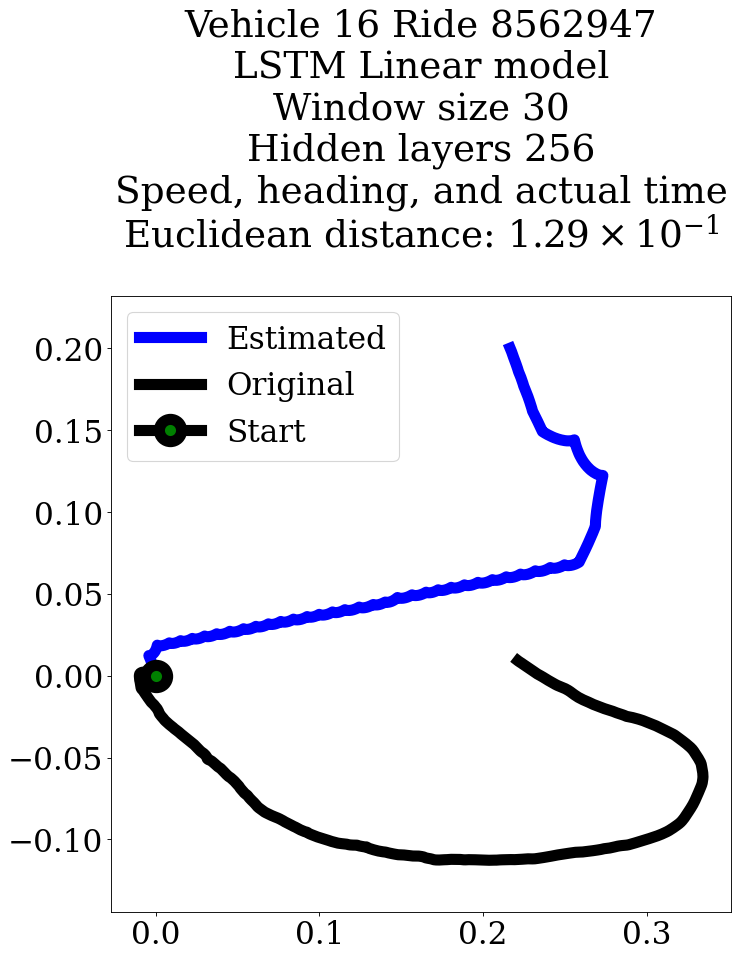 Vehicle 16 Ride 8562947
LSTM Linear model
Window size 30
Hidden layers 256
Speed, heading, and actual time
Euclidean distance: 1.29 × 10⁻¹
Estimated
Original
Start
0.20
0.15
0.10
0.05
0.00
−0.05
−0.10
0.0 0.1 0.2 0.3